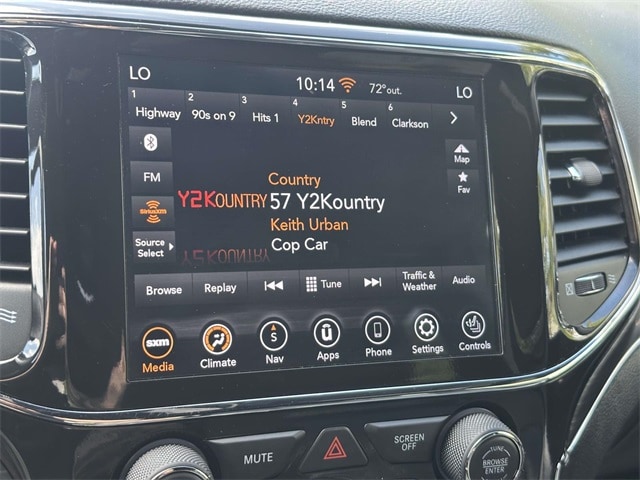 LO 10:14 72°out. LO
1 Highway 2 90s on 9 3 Hits 1 4 Y2Kntry 5 Blend 6 Clarkson
Map
FM
Country
Fav
SiriusXM
Y2KOUNTRY 57 Y2Kountry
Keith Urban
Source
Select
Cop Car
Y2KOUNTRY
Browse Replay Tune Traffic &
Weather Audio
sxm S
Media Climate Nav Apps Phone Settings Controls
MUTE
SCREEN
OFF
TUNE
BROWSE
ENTER